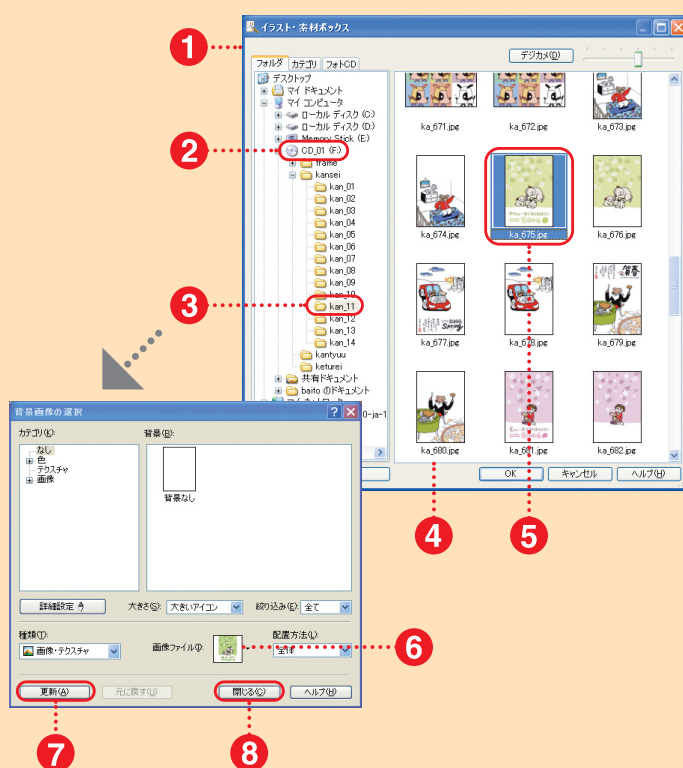 1
イラスト・素材ボックス
フォルダ カテゴリ フォトCD
デジカメ(D)
デスクトップ
マイ ドキュメント
マイ コンピュータ
ローカル ディスク (C:)
ローカル ディスク (D:)
Memory Stick (E:)
2
CD_01 (F:)
frame
kansei
kan_01
kan_02
kan_03
kan_04
kan_05
kan_06
kan_07
kan_08
kan_09
kan_10
3
kan_11
kan_12
kan_13
kan_14
kantyuu
keturei
共有ドキュメント
baito のドキュメント
0-ja-1
ka_671.jpg
ka_672.jpg
ka_673.jpg
ka_674.jpg
ka_675.jpg
ka_676.jpg
ka_677.jpg
ka_678.jpg
ka_679.jpg
ka_680.jpg
ka_681.jpg
ka_682.jpg
Spring
OK
キャンセル
ヘルプ(H)
4
5
背景画像の選択
カテゴリ(K):
背景(B):
なし
色
テクスチャ
画像
背景なし
詳細設定
大きさ(S):
大きいアイコン
絞り込み(E):
全て
種類(T):
画像・テクスチャ
画像ファイル(I):
配置方法(L):
全体
6
更新(A)
元に戻す(U)
閉じる(C)
ヘルプ(H)
7
8